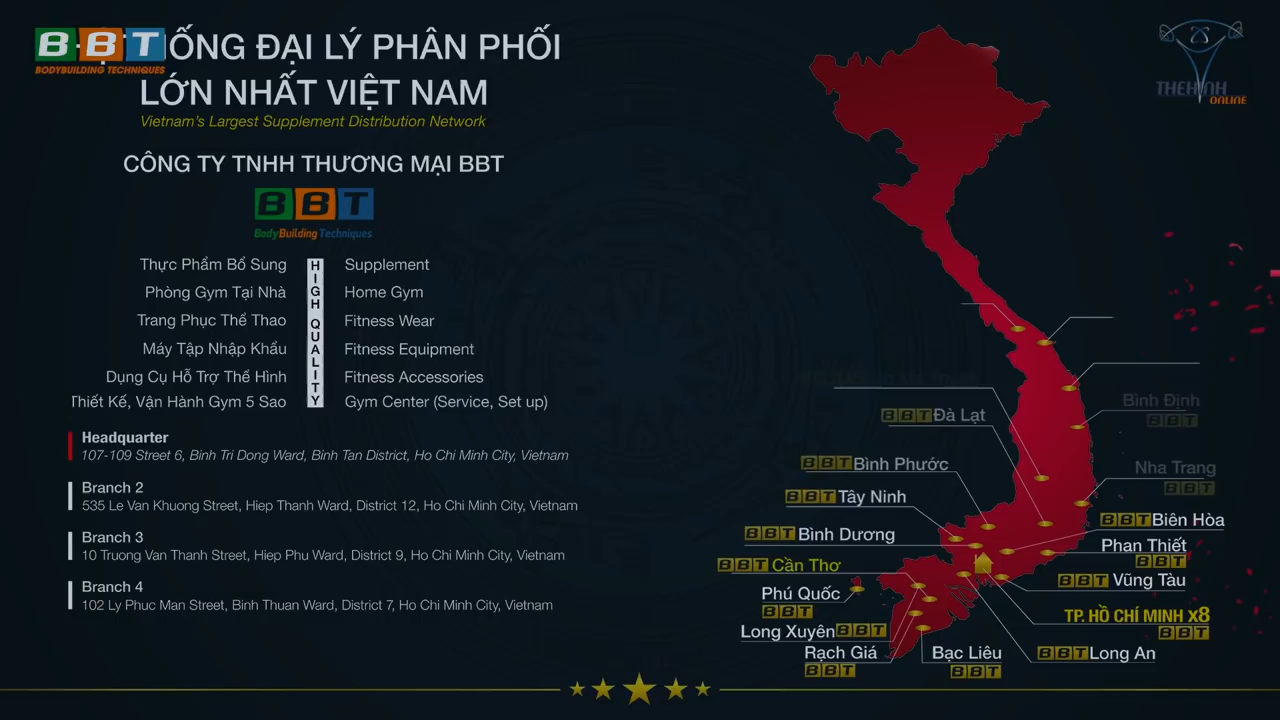 BBT
BODYBUILDING TECHNIQUES
ỐNG ĐẠI LÝ PHÂN PHỐI
LỚN NHẤT VIỆT NAM
Vietnam's Largest Supplement Distribution Network
CÔNG TY TNHH THƯƠNG MẠI BBT
BBT
BodyBuilding Techniques
HIGH QUALITY
Thực Phẩm Bổ Sung Supplement
Phòng Gym Tại Nhà Home Gym
Trang Phục Thể Thao Fitness Wear
Máy Tập Nhập Khẩu Fitness Equipment
Dụng Cụ Hỗ Trợ Thể Hình Fitness Accessories
Thiết Kế, Vận Hành Gym 5 Sao Gym Center (Service, Set up)
Headquarter
107-109 Street 6, Binh Tri Dong Ward, Binh Tan District, Ho Chi Minh City, Vietnam
Branch 2
535 Le Van Khuong Street, Hiep Thanh Ward, District 12, Ho Chi Minh City, Vietnam
Branch 3
10 Truong Van Thanh Street, Hiep Phu Ward, District 9, Ho Chi Minh City, Vietnam
Branch 4
102 Ly Phuc Man Street, Binh Thuan Ward, District 7, Ho Chi Minh City, Vietnam
THEHINH
ONLINE
Bình Định
BBT
BBT Đà Lạt
BBT Bình Phước
Nha Trang
BBT
BBT Tây Ninh
BBT Biên Hòa
BBT Bình Dương
Phan Thiết
BBT
BBT Cần Thơ
BBT Vũng Tàu
Phú Quốc
BBT
TP. HỒ CHÍ MINH x8
BBT
Long Xuyên BBT
Rạch Giá
BBT
Bạc Liêu
BBT
BBT Long An